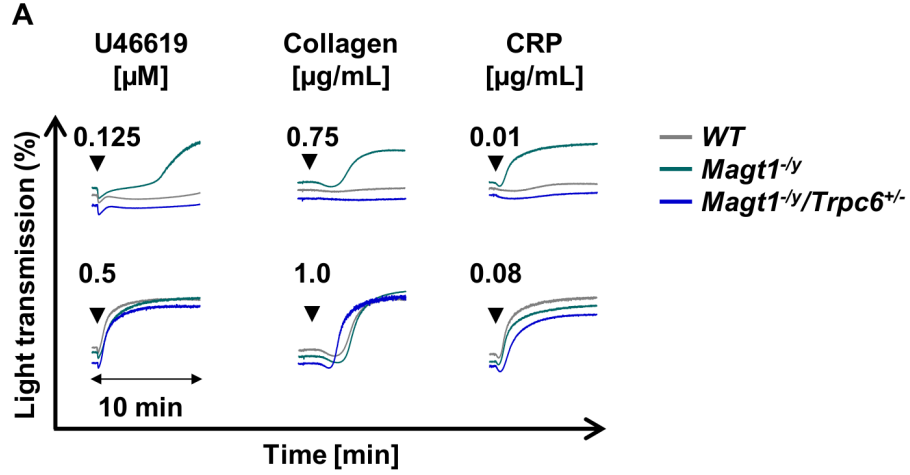 A
U46619
[µM]
Collagen
[µg/mL]
CRP
[µg/mL]
Light transmission (%)
0.125
0.75
0.01
WT
Magt1-/y
Magt1-/y/Trpc6+/-
0.5
1.0
0.08
10 min
Time [min]